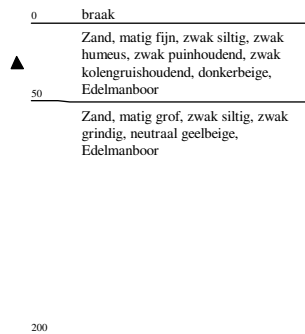 0 braak
Zand, matig fijn, zwak siltig, zwak
humeus, zwak puinhoudend, zwak
kolengruishoudend, donkerbeige,
Edelmanboor
50
Zand, matig grof, zwak siltig, zwak
grindig, neutraal geelbeige,
Edelmanboor
200